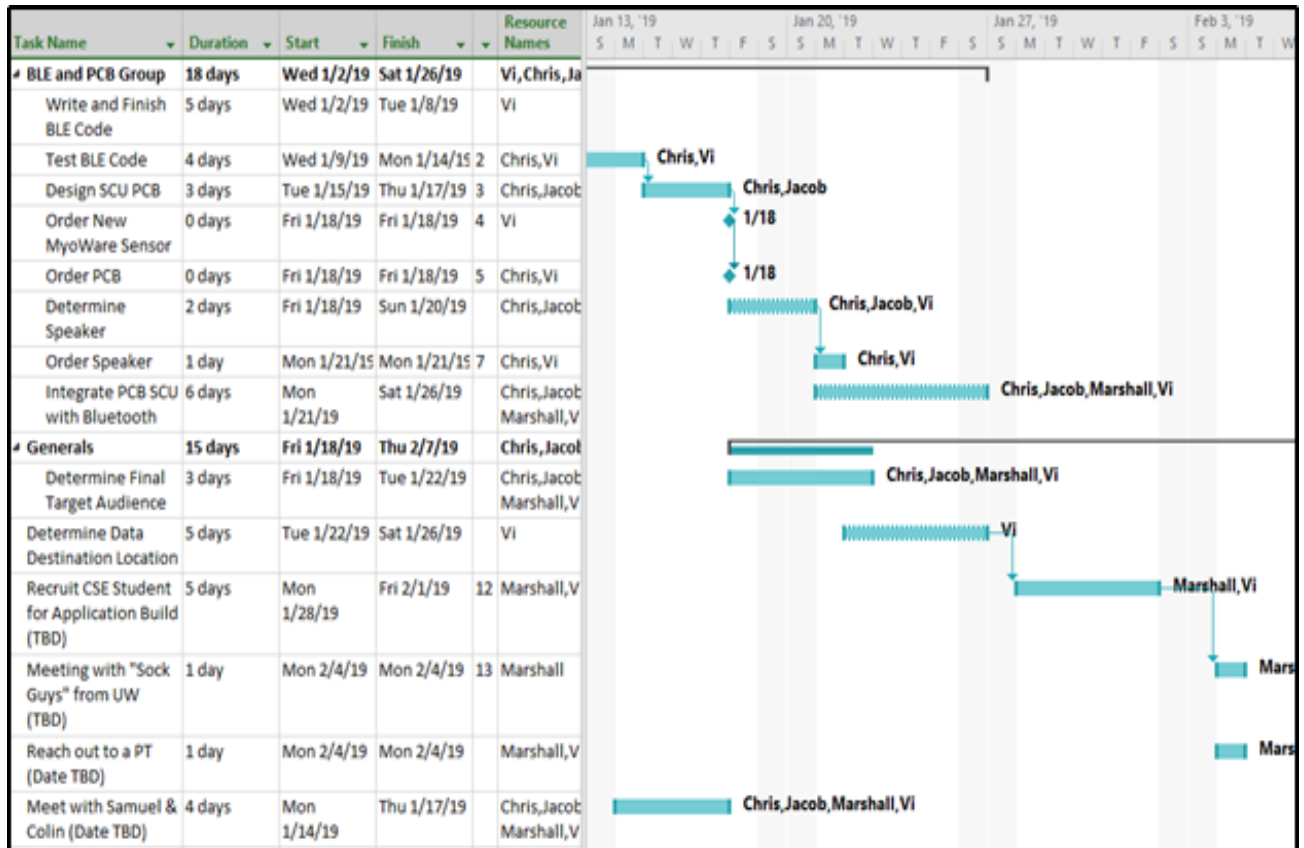 Resource
Jan 13, '19 Jan 20, '19 Jan 27, '19 Feb 3, '19
Task Name Duration Start Finish Names S M T W T F S S M T W T F S S M T W T F S S M T W
BLE and PCB Group 18 days Wed 1/2/19 Sat 1/26/19 Vi,Chris,Ja
Write and Finish 5 days Wed 1/2/19 Tue 1/8/19 Vi
BLE Code
Test BLE Code 4 days Wed 1/9/19 Mon 1/14/19 2 Chris,Vi Chris,Vi
Design SCU PCB 3 days Tue 1/15/19 Thu 1/17/19 3 Chris,Jacob Chris,Jacob
Order New 0 days Fri 1/18/19 Fri 1/18/19 4 Vi 1/18
MyoWare Sensor
Order PCB 0 days Fri 1/18/19 Fri 1/18/19 5 Chris,Vi 1/18
Determine 2 days Fri 1/18/19 Sun 1/20/19 Chris,Jacob Chris,Jacob,Vi
Speaker
Order Speaker 1 day Mon 1/21/19 Mon 1/21/19 7 Chris,Vi Chris,Vi
Integrate PCB SCU 6 days Mon Sat 1/26/19 Chris,Jacob Chris,Jacob,Marshall,Vi
with Bluetooth 1/21/19 Marshall,V
Generals 15 days Fri 1/18/19 Thu 2/7/19 Chris,Jacol
Determine Final 3 days Fri 1/18/19 Tue 1/22/19 Chris,Jacob Chris,Jacob,Marshall,Vi
Target Audience Marshall,V
Determine Data 5 days Tue 1/22/19 Sat 1/26/19 Vi Vi
Destination Location
Recruit CSE Student 5 days Mon Fri 2/1/19 12 Marshall,V Marshall,Vi
for Application Build 1/28/19
(TBD)
Meeting with "Sock 1 day Mon 2/4/19 Mon 2/4/19 13 Marshall Mars
Guys" from UW
(TBD)
Reach out to a PT 1 day Mon 2/4/19 Mon 2/4/19 Marshall,V Mars
(Date TBD)
Meet with Samuel & 4 days Mon Thu 1/17/19 Chris,Jacob Chris,Jacob,Marshall,Vi
Colin (Date TBD) 1/14/19 Marshall,V